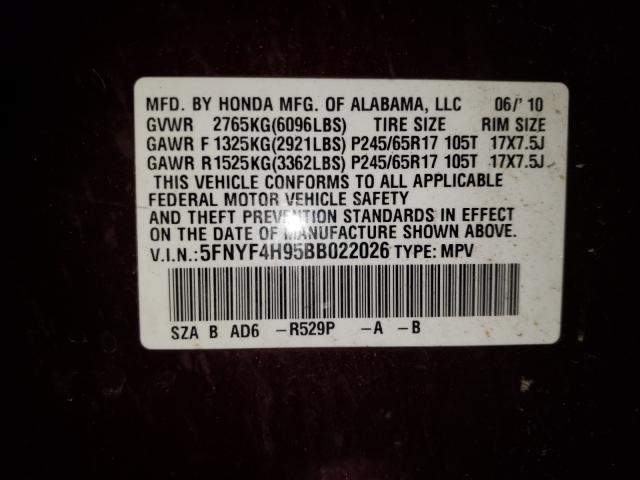 MFD. BY HONDA MFG. OF ALABAMA, LLC 06/'10
GVWR 2765KG(6096LBS) TIRE SIZE RIM SIZE
GAWR F 1325KG(2921LBS) P245/65R17 105T 17X7.5J
GAWR R 1525KG(3362LBS) P245/65R17 105T 17X7.5J
THIS VEHICLE CONFORMS TO ALL APPLICABLE
FEDERAL MOTOR VEHICLE SAFETY
AND THEFT PREVENTION STANDARDS IN EFFECT
ON THE DATE OF MANUFACTURE SHOWN ABOVE.
V.I.N.:5FNYF4H95BB022026 TYPE: MPV
SZA B AD6 -R529P -A -B